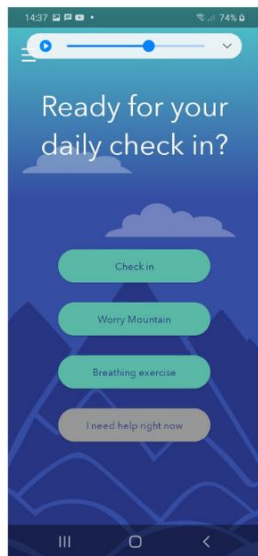 14:37 74%
Ready for your
daily check in?
Check in
Worry Mountain
Breathing exercise
I need help right now